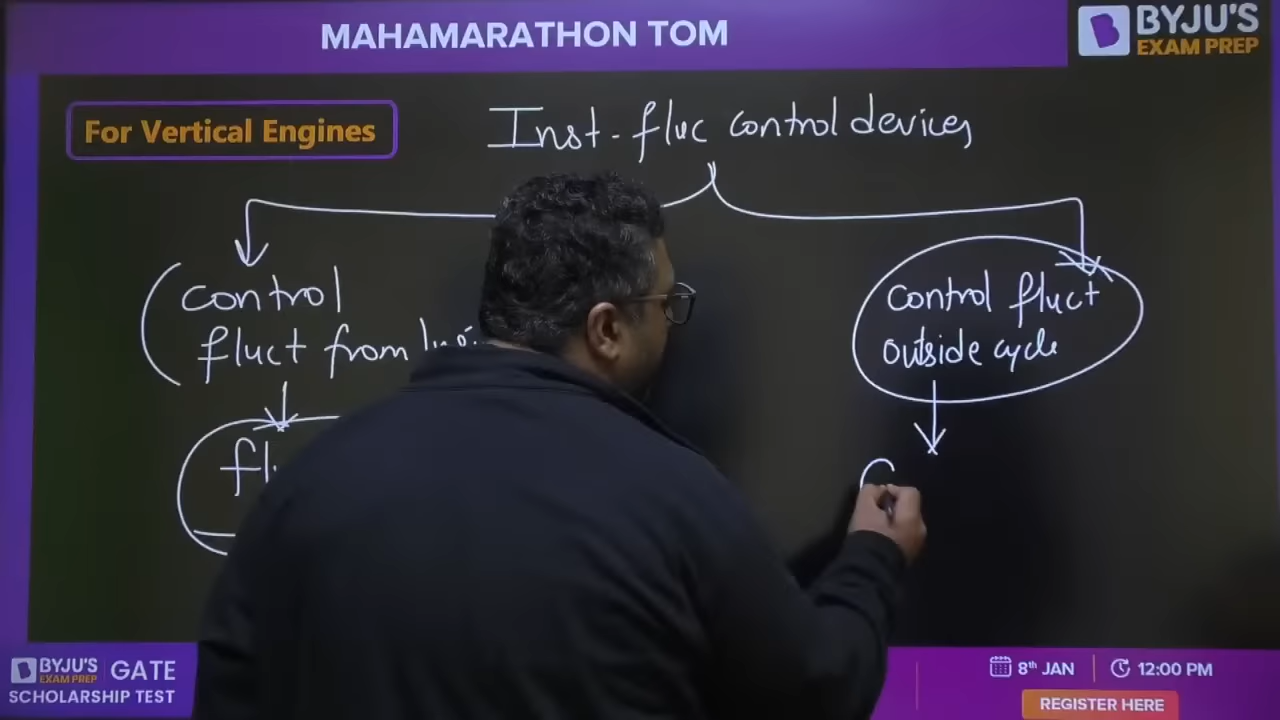 MAHAMARATHON TOM
BYJU'S
EXAM PREP
For Vertical Engines
Inst-fluc control devices
control
fluct from
control fluct
outside cycle
BYJU'S
EXAM PREP
GATE
SCHOLARSHIP TEST
8th JAN
12:00 PM
REGISTER HERE